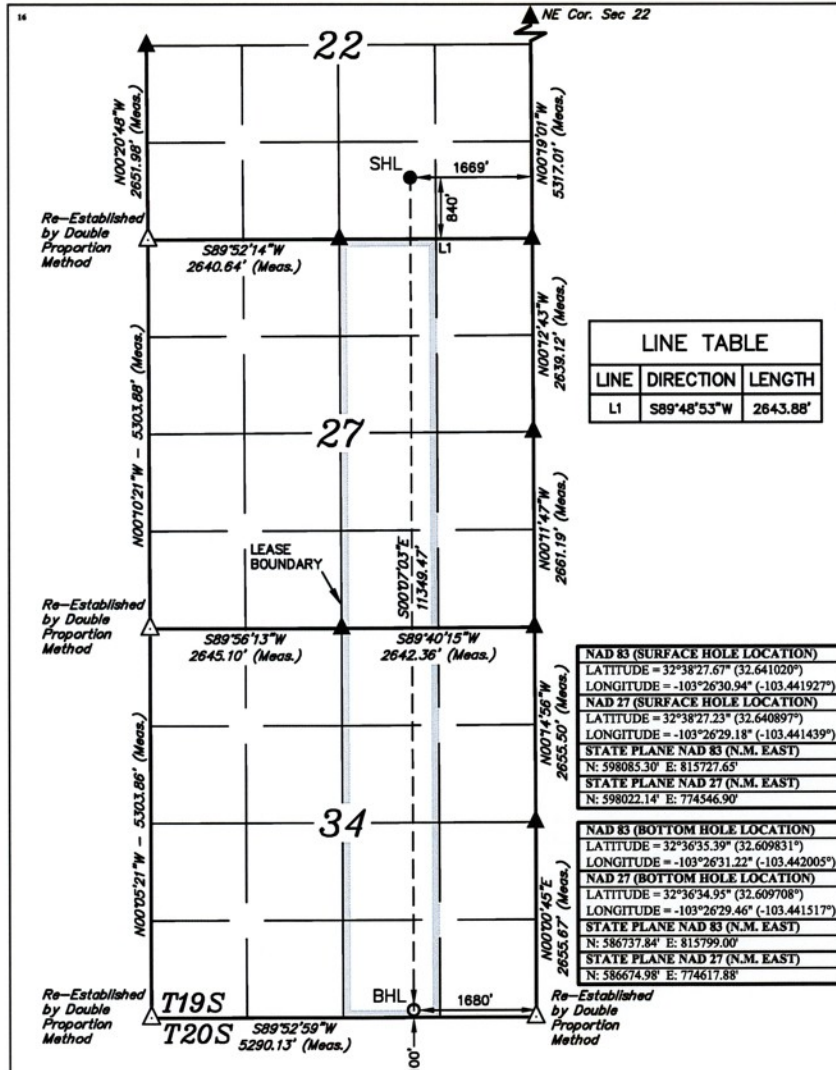 16
NE Cor. Sec 22
22
N00°20'48"W
2651.98' (Meas.)
N00°19'01"W
5317.01' (Meas.)
SHL
1669'
840'
Re-Established
by Double
Proportion
Method
S89°52'14"W
2640.64' (Meas.)
L1
N00°12'43"W
2639.12' (Meas.)
LINE TABLE
LINE DIRECTION LENGTH
L1 S89°48'53"W 2643.88'
N00°10'21"W - 5303.88' (Meas.)
27
N00°11'47"W
2661.19' (Meas.)
LEASE
BOUNDARY
S00°07'03"E
11349.47'
Re-Established
by Double
Proportion
Method
S89°56'13"W
2645.10' (Meas.)
S89°40'15"W
2642.36' (Meas.)
N00°14'56"W
2655.50' (Meas.)
NAD 83 (SURFACE HOLE LOCATION)
LATITUDE = 32°38'27.67" (32.641020°)
LONGITUDE = -103°26'30.94" (-103.441927°)
NAD 27 (SURFACE HOLE LOCATION)
LATITUDE = 32°38'27.23" (32.640897°)
LONGITUDE = -103°26'29.18" (-103.441439°)
STATE PLANE NAD 83 (N.M. EAST)
N: 598085.30' E: 815727.65'
STATE PLANE NAD 27 (N.M. EAST)
N: 598022.14' E: 774546.90'
N00°05'21"W - 5303.86' (Meas.)
34
N00°00'45"E
2655.67' (Meas.)
NAD 83 (BOTTOM HOLE LOCATION)
LATITUDE = 32°36'35.39" (32.609831°)
LONGITUDE = -103°26'31.22" (-103.442005°)
NAD 27 (BOTTOM HOLE LOCATION)
LATITUDE = 32°36'34.95" (32.609708°)
LONGITUDE = -103°26'29.46" (-103.441517°)
STATE PLANE NAD 83 (N.M. EAST)
N: 586737.84' E: 815799.00'
STATE PLANE NAD 27 (N.M. EAST)
N: 586674.98' E: 774617.88'
Re-Established
by Double
Proportion
Method
T19S
T20S
S89°52'59"W
5290.13' (Meas.)
BHL
1680'
00'
Re-Established
by Double
Proportion
Method